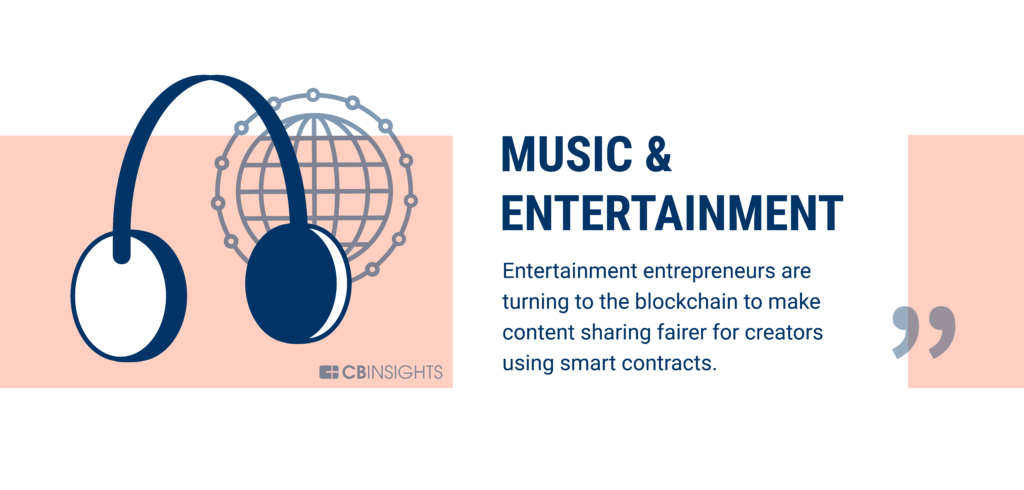 MUSIC &
ENTERTAINMENT
Entertainment entrepreneurs are
turning to the blockchain to make
content sharing fairer for creators
using smart contracts.
”
CBINSIGHTS